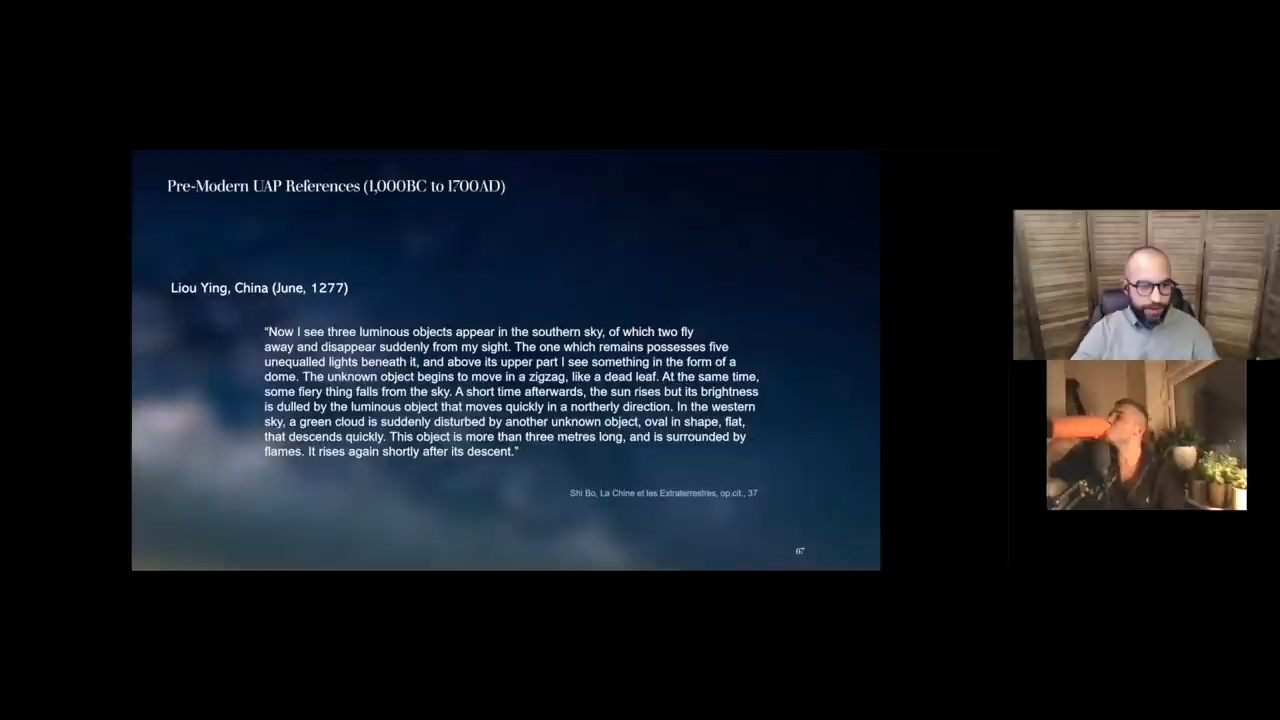 Pre-Modern UAP References (1,000BC to 1700AD)
Liou Ying, China (June, 1277)
“Now I see three luminous objects appear in the southern sky, of which two fly
away and disappear suddenly from my sight. The one which remains possesses five
unequalled lights beneath it, and above its upper part I see something in the form of a
dome. The unknown object begins to move in a zigzag, like a dead leaf. At the same time,
some fiery thing falls from the sky. A short time afterwards, the sun rises but its brightness
is dulled by the luminous object that moves quickly in a northerly direction. In the western
sky, a green cloud is suddenly disturbed by another unknown object, oval in shape, flat,
that descends quickly. This object is more than three metres long, and is surrounded by
flames. It rises again shortly after its descent.”
Shi Bo, La Chine et les Extraterrestres, op.cit., 37
67